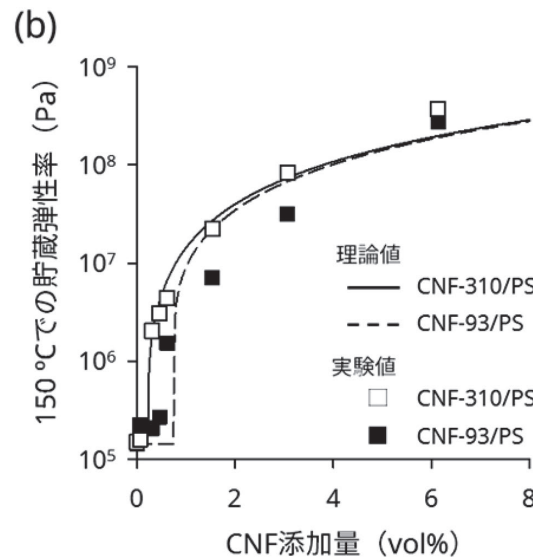 (b)
150 ℃での貯蔵弾性率（Pa）
10⁹
10⁸
10⁷
10⁶
10⁵
理論値
CNF-310/PS
CNF-93/PS
実験値
CNF-310/PS
CNF-93/PS
0
2
4
6
8
CNF添加量（vol%）